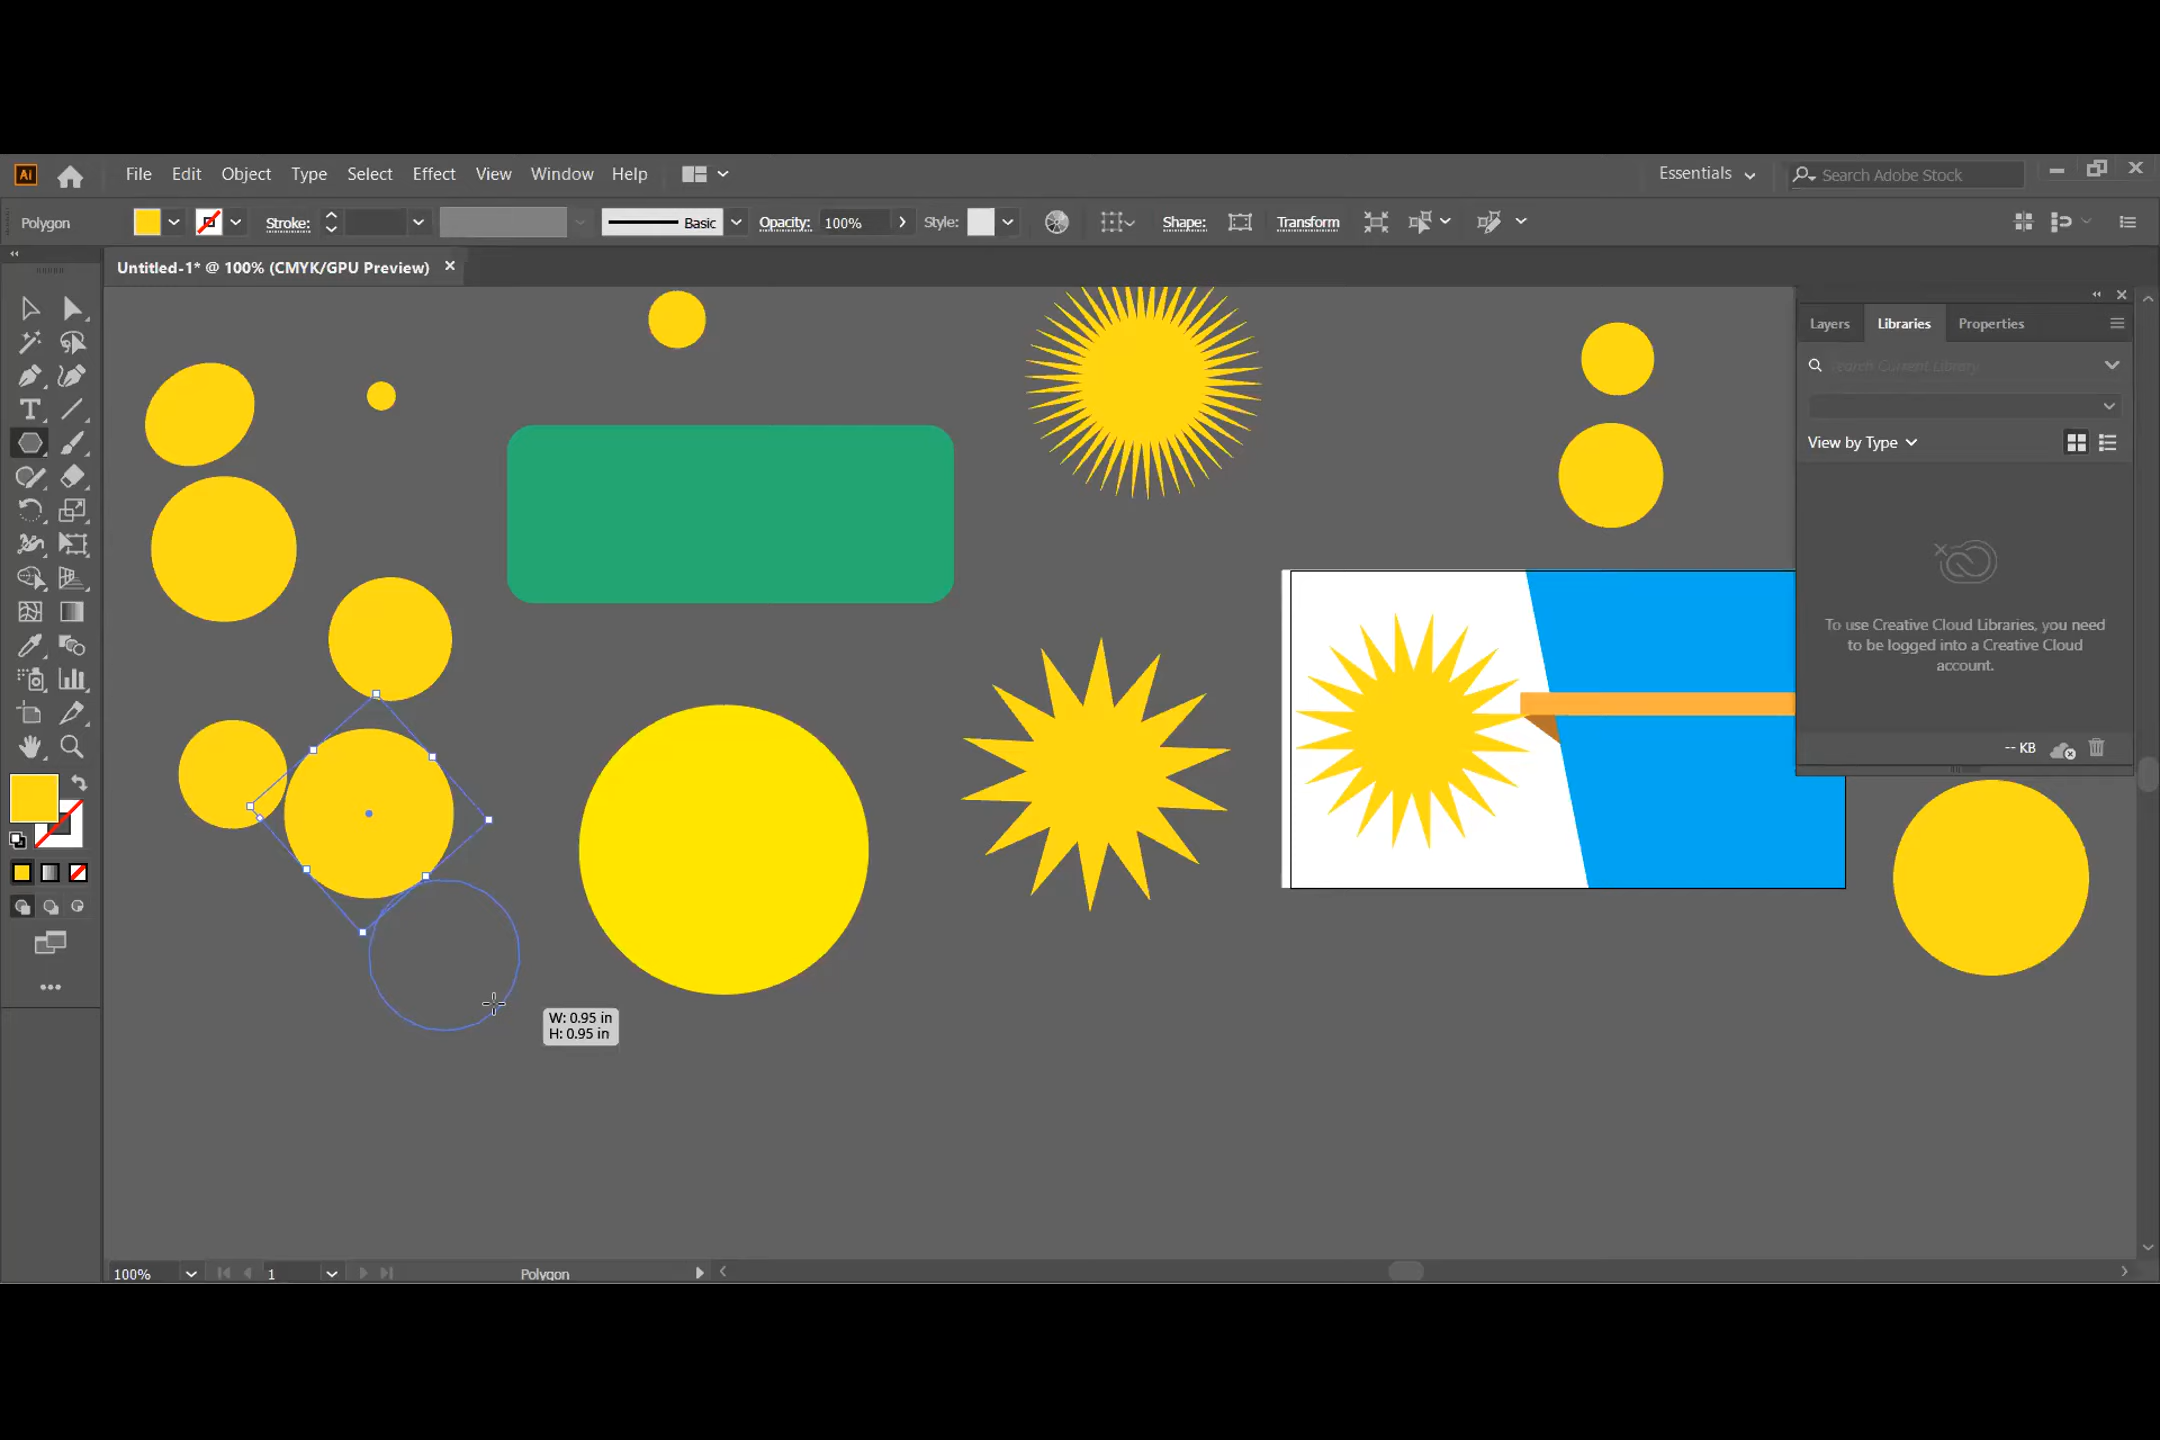 Ai File Edit Object Type Select Effect View Window Help Essentials Search Adobe Stock
Polygon Stroke: Basic Opacity: 100% Style: Shape: Transform
Untitled-1* @ 100% (CMYK/GPU Preview)
Layers Libraries Properties
Search Current Library
View by Type
To use Creative Cloud Libraries, you need
to be logged into a Creative Cloud
account.
-- KB
W: 0.95 in
H: 0.95 in
100% 1 Polygon